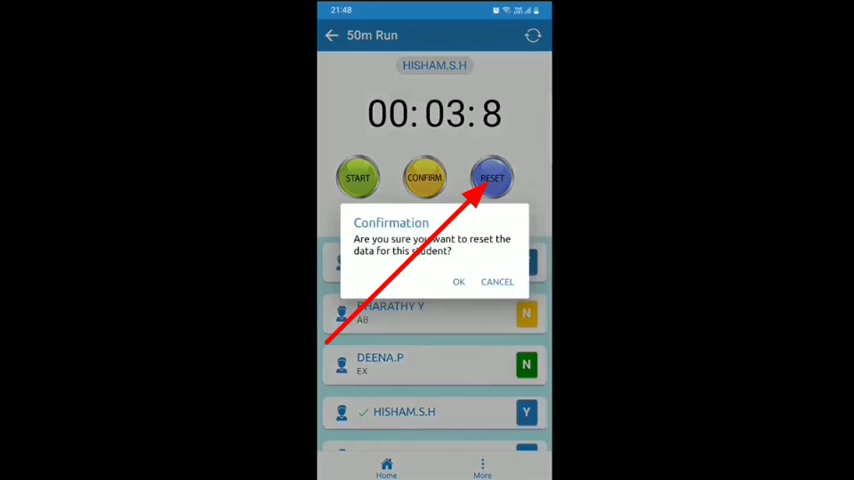 21:48
50m Run
HISHAM.S.H
00:03:8
START
CONFIRM
RESET
Confirmation
Are you sure you want to reset the
data for this student?
OK
CANCEL
BHARATHY Y
AB
N
DEENA.P
EX
N
HISHAM.S.H
Y
Home
More